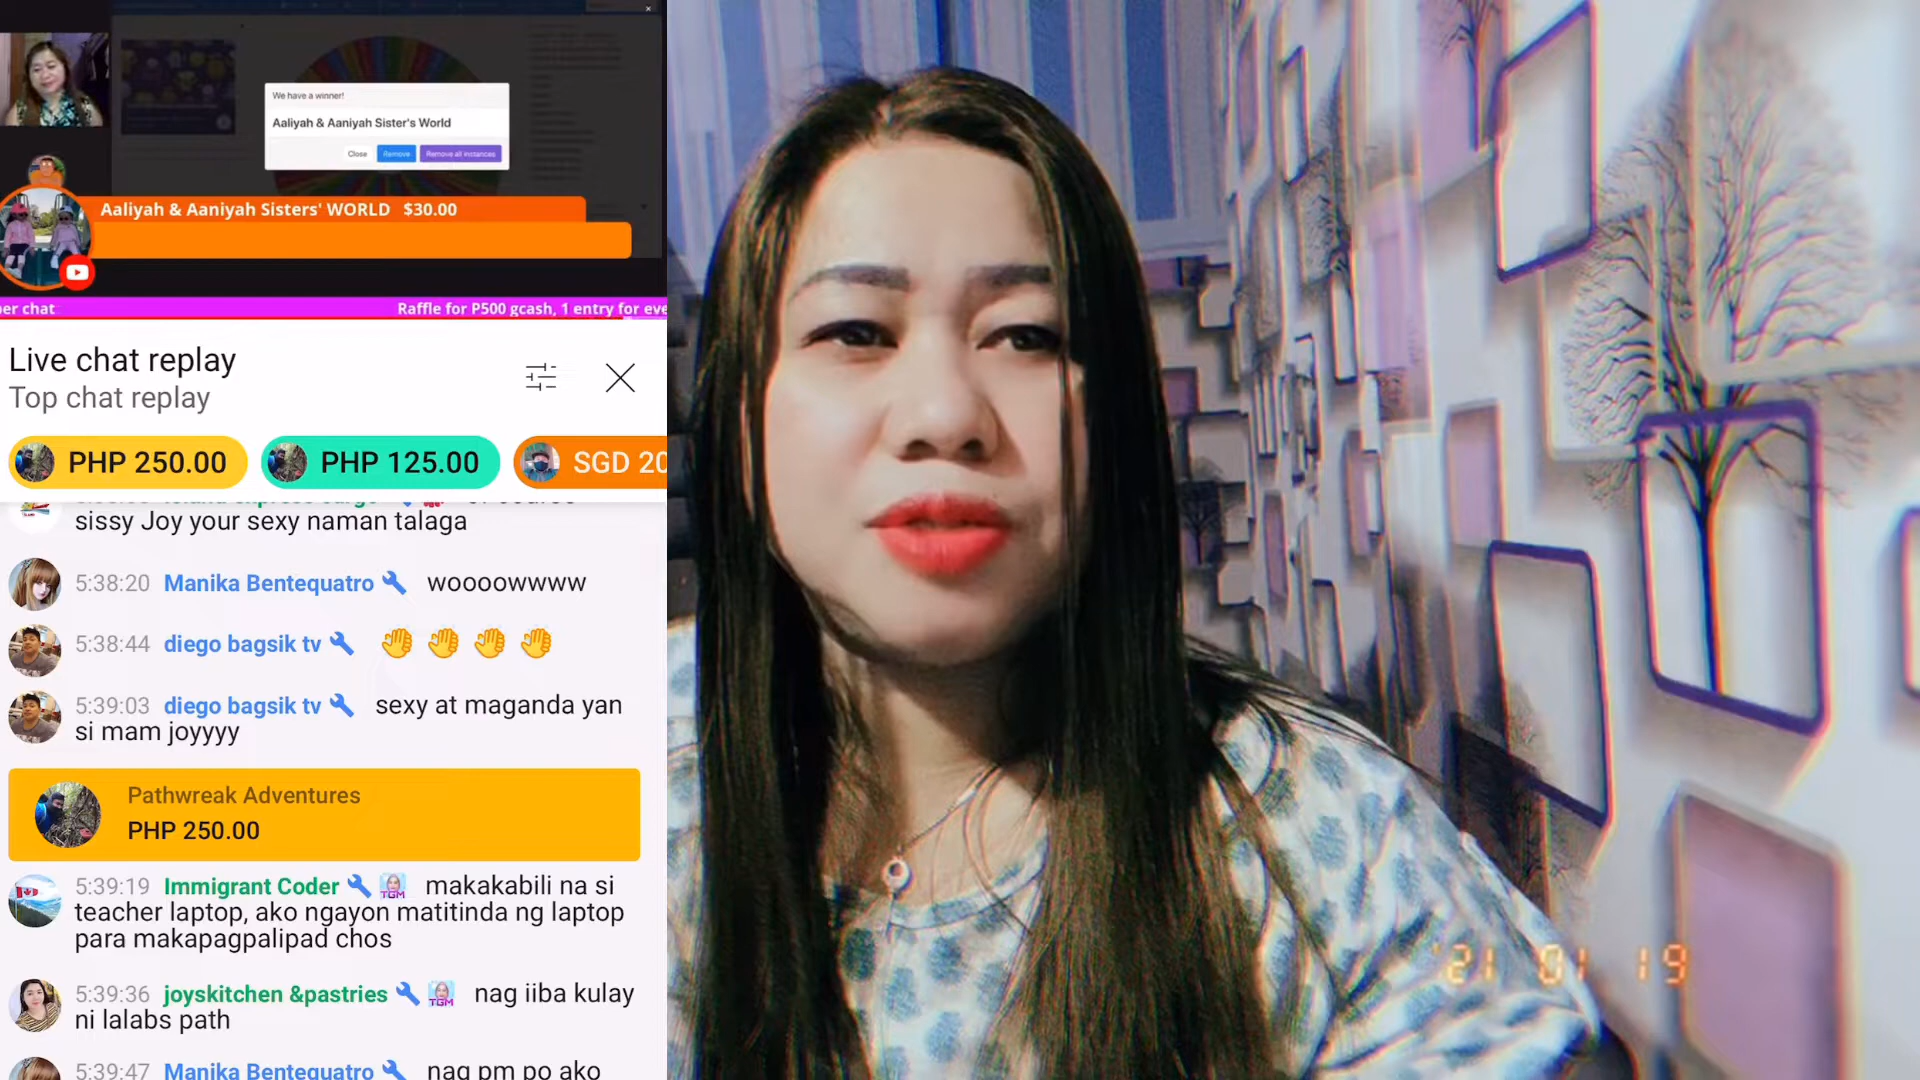 We have a winner!
Aaliyah & Aaniyah Sister's World
Close Remove Remove all instances
Aaliyah & Aaniyah Sisters' WORLD $30.00
er chat Raffle for P500 gcash, 1 entry for eve
Live chat replay
Top chat replay
PHP 250.00 PHP 125.00 SGD 20
sissy Joy your sexy naman talaga
5:38:20 Manika Bentequatro woooowwww
5:38:44 diego bagsik tv
5:39:03 diego bagsik tv sexy at maganda yan
si mam joyyyy
Pathwreak Adventures
PHP 250.00
5:39:19 Immigrant Coder TGM makakabili na si
teacher laptop, ako ngayon matitinda ng laptop
para makapagpalipad chos
5:39:36 joyskitchen &pastries TGM nag iiba kulay
ni lalabs path
5:39:47 Manika Bentequatro nag pm po ako
'21 01 19